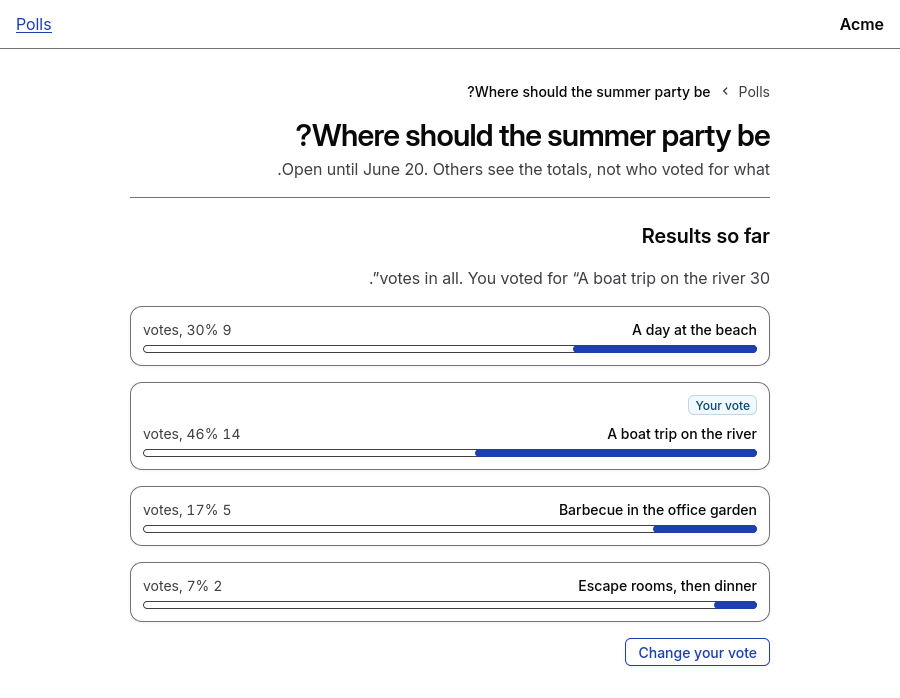 Polls Acme
?Where should the summer party be ‹ Polls
?Where should the summer party be
.Open until June 20. Others see the totals, not who voted for what
Results so far
.”votes in all. You voted for “A boat trip on the river 30
votes, 30% 9 A day at the beach
Your vote
votes, 46% 14 A boat trip on the river
votes, 17% 5 Barbecue in the office garden
votes, 7% 2 Escape rooms, then dinner
Change your vote